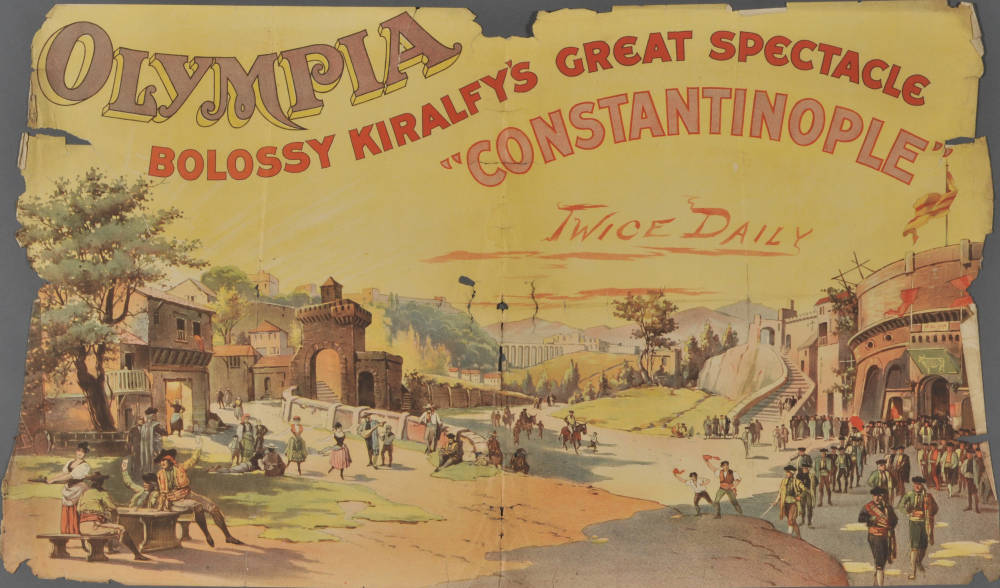 OLYMPIA
BOLOSSY KIRALFY'S GREAT SPECTACLE
"CONSTANTINOPLE"
TWICE DAILY